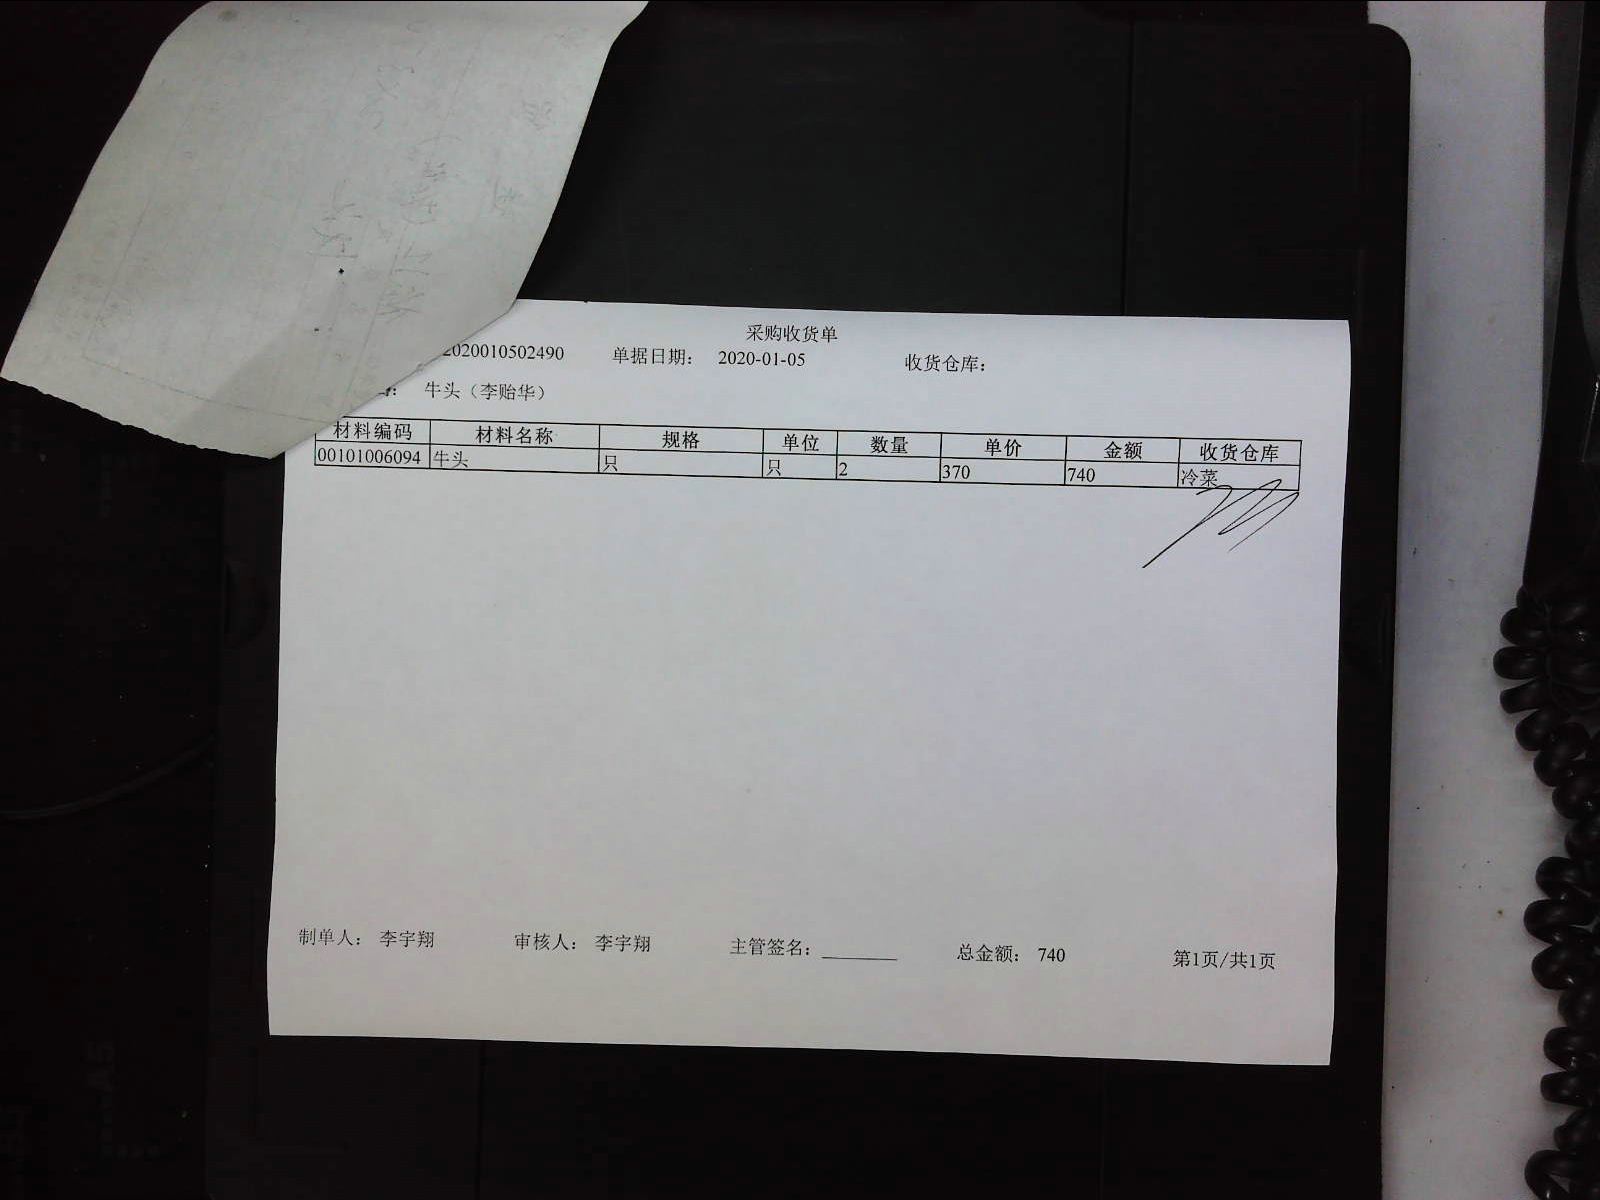 采购收货单
2020010502490 单据日期： 2020-01-05 收货仓库：
牛头（李贻华）
材料编码 材料名称 规格 单位 数量 单价 金额 收货仓库
00101006094 牛头 只 只 2 370 740 冷菜
制单人： 李宇翔 审核人： 李宇翔 主管签名： 总金额： 740 第1页/共1页